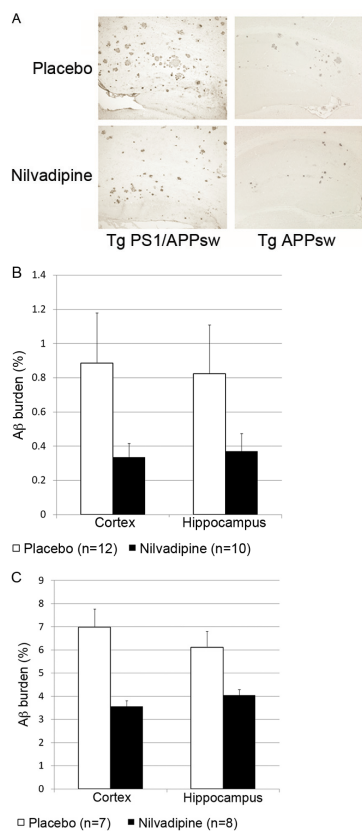 A
Placebo
Nilvadipine
Tg PS1/APPsw Tg APPsw
B
1.4
1.2
1
0.8
0.6
0.4
0.2
0
Aβ burden (%)
Cortex Hippocampus
Placebo (n=12) Nilvadipine (n=10)
C
9
8
7
6
5
4
3
2
1
0
Aβ burden (%)
Cortex Hippocampus
Placebo (n=7) Nilvadipine (n=8)